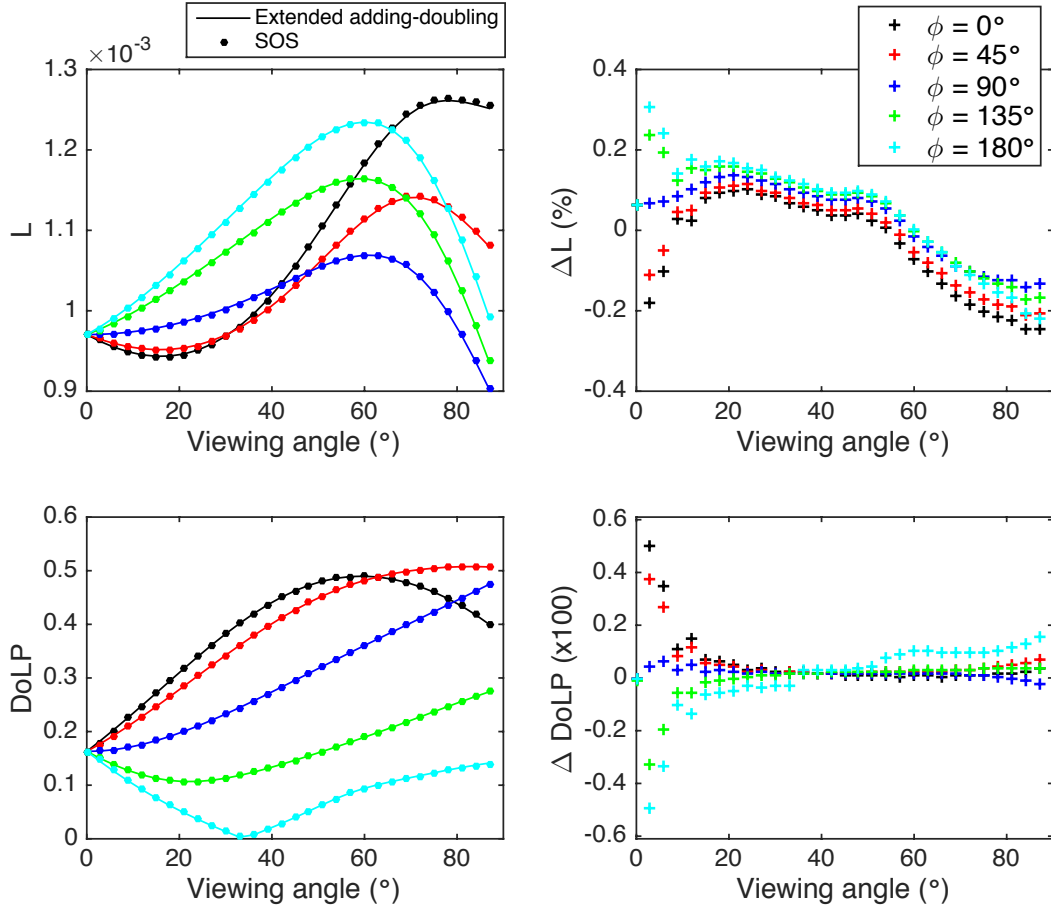 Extended adding-doubling
SOS
×10⁻³
1.3
1.2
1.1
1
0.9
L
0 20 40 60 80
Viewing angle (°)
ϕ = 0°
ϕ = 45°
ϕ = 90°
ϕ = 135°
ϕ = 180°
0.4
0.2
0
-0.2
-0.4
ΔL (%)
0 20 40 60 80
Viewing angle (°)
0.6
0.5
0.4
0.3
0.2
0.1
0
DoLP
0 20 40 60 80
Viewing angle (°)
0.6
0.4
0.2
0
-0.2
-0.4
-0.6
Δ DoLP (x100)
0 20 40 60 80
Viewing angle (°)